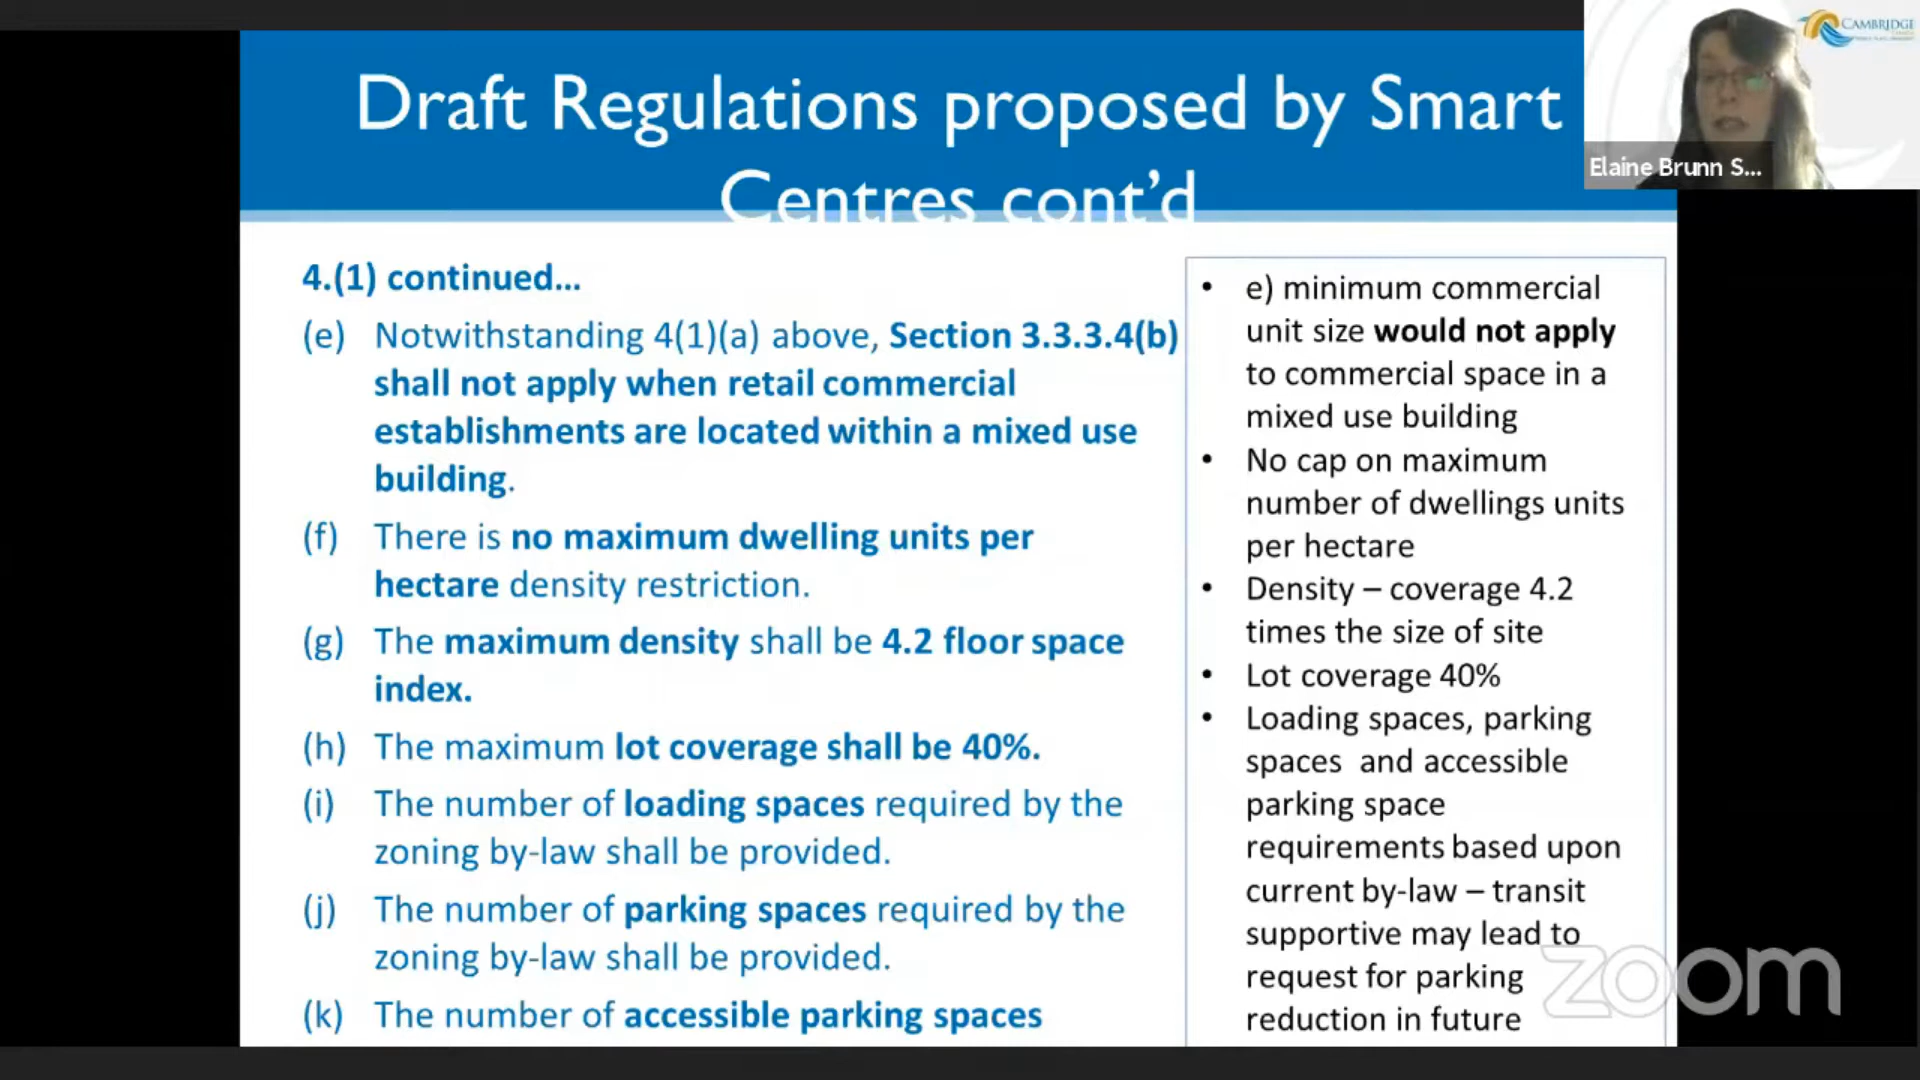 Draft Regulations proposed by Smart
Centres cont’d
CAMBRIDGE
Elaine Brunn S...
4.(1) continued...
(e) Notwithstanding 4(1)(a) above, Section 3.3.3.4(b)
shall not apply when retail commercial
establishments are located within a mixed use
building.
(f) There is no maximum dwelling units per
hectare density restriction.
(g) The maximum density shall be 4.2 floor space
index.
(h) The maximum lot coverage shall be 40%.
(i) The number of loading spaces required by the
zoning by-law shall be provided.
(j) The number of parking spaces required by the
zoning by-law shall be provided.
(k) The number of accessible parking spaces
• e) minimum commercial
unit size would not apply
to commercial space in a
mixed use building
• No cap on maximum
number of dwellings units
per hectare
• Density – coverage 4.2
times the size of site
• Lot coverage 40%
• Loading spaces, parking
spaces and accessible
parking space
requirements based upon
current by-law – transit
supportive may lead to
request for parking
reduction in future
zoom